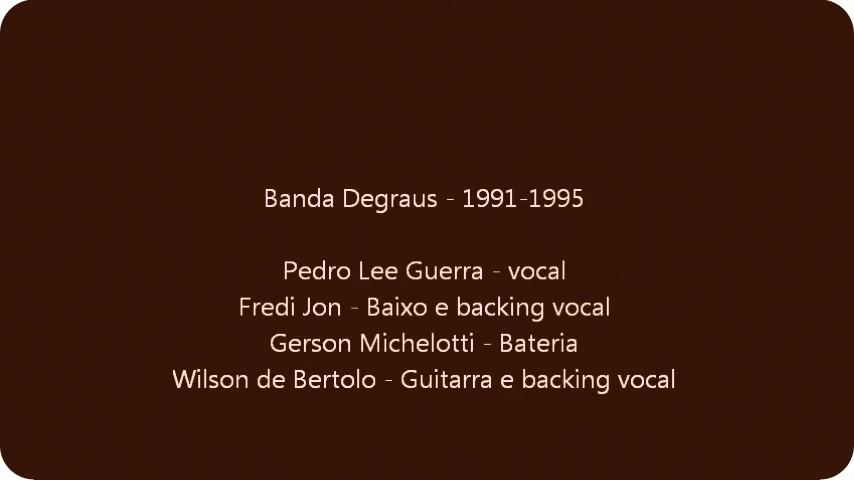 Banda Degraus - 1991-1995
Pedro Lee Guerra - vocal
Fredi Jon - Baixo e backing vocal
Gerson Michelotti - Bateria
Wilson de Bertolo - Guitarra e backing vocal